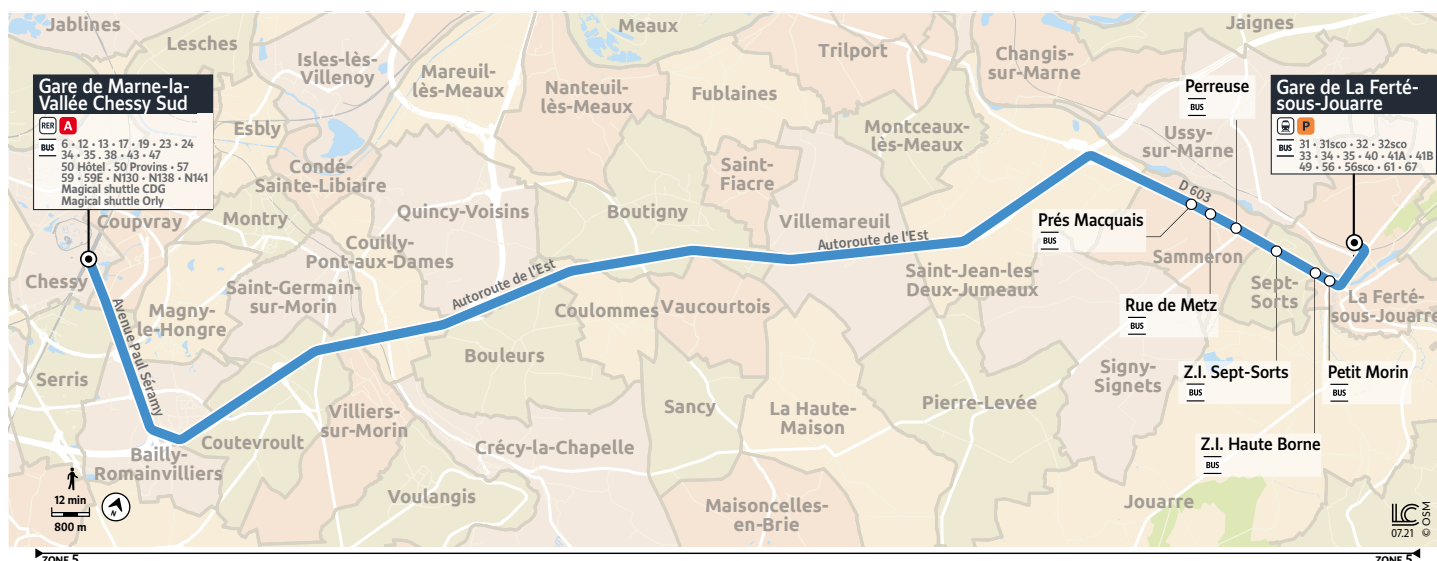 Jablines
Lesches
Isles-lès-
Villenoy
Meaux
Mareuil-
lès-Meaux
Nanteuil-
lès-Meaux
Trilport
Fublaines
Changis-
sur-Marne
Jaignes
Gare de Marne-la-
Vallée Chessy Sud
RER A
BUS 6 • 12 • 13 • 17 • 19 • 23 • 24
34 • 35 . 38 • 43 • 47
50 Hôtel . 50 Provins • 57
59 • 59E • N130 • N138 • N141
Magical shuttle CDG
Magical shuttle Orly
Perreuse
BUS
Gare de La Ferté-
sous-Jouarre
P
BUS 31 • 31sco • 32 • 32sco
33 • 34 • 35 • 40 • 41A • 41B
49 • 56 • 56sco • 61 • 67
Esbly
Condé-
Sainte-Libiaire
Montceaux-
lès-Meaux
Ussy-
sur-Marne
Saint-
Fiacre
Coupvray
Montry
Quincy-Voisins
Boutigny
Villemareuil
D 603
Prés Macquais
BUS
Chessy
Couilly-
Pont-aux-Dames
Autoroute de l'Est
Autoroute de l'Est
Saint-Jean-les-
Deux-Jumeaux
Sammeron
Sept-
Sorts
La Ferté-
sous-Jouarre
Saint-Germain-
sur-Morin
Magny-
le-Hongre
Avenue Paul Séramy
Coulommes
Vaucourtois
Rue de Metz
BUS
Serris
Bouleurs
Signy-
Signets
Z.I. Sept-Sorts
BUS
Petit Morin
BUS
Villiers-
sur-Morin
Sancy
La Haute-
Maison
Pierre-Levée
Coutevroult
Bailly-
Romainvilliers
Crécy-la-Chapelle
Z.I. Haute Borne
BUS
Voulangis
Maisoncelles-
en-Brie
Jouarre
12 min
800 m
N
LC
07.21
© OSM
ZONE 5
ZONE 5